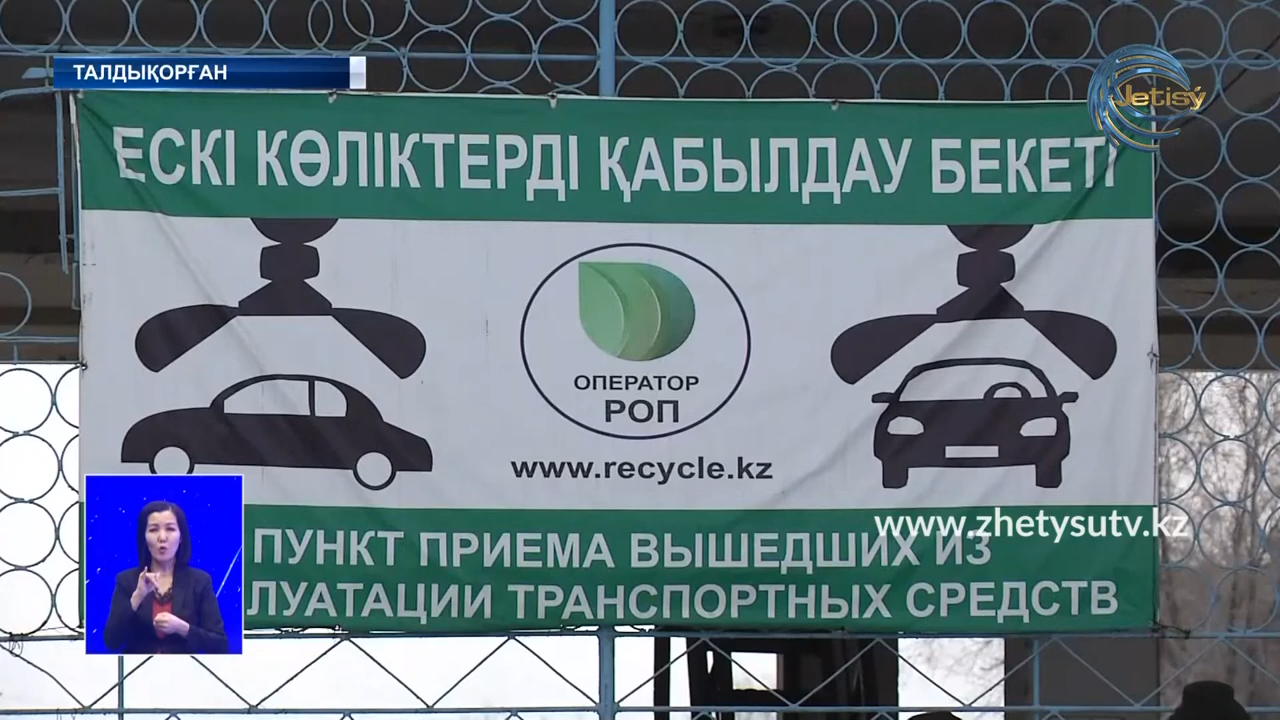 ТАЛДЫҚОРҒАН
Jetisý
ЕСКІ КӨЛІКТЕРДІ ҚАБЫЛДАУ БЕКЕТІ
ОПЕРАТОР
РОП
www.recycle.kz
www.zhetysutv.kz
ПУНКТ ПРИЕМА ВЫШЕДШИХ ИЗ
ЛУАТАЦИИ ТРАНСПОРТНЫХ СРЕДСТВ